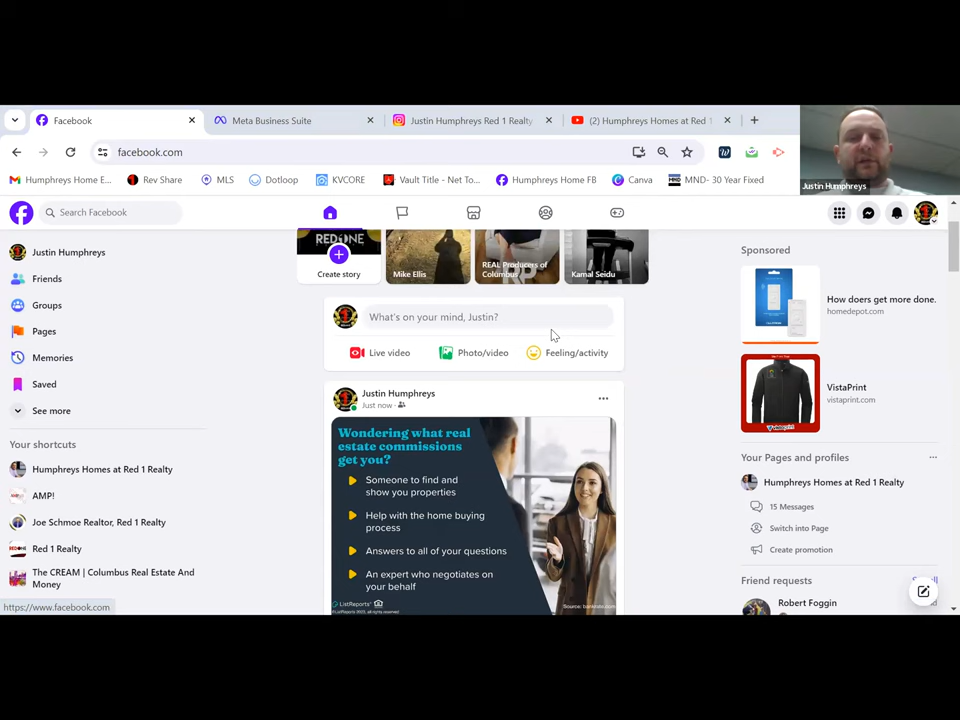 Facebook
Meta Business Suite
Justin Humphreys Red 1 Realty
(2) Humphreys Homes at Red 1
facebook.com
Humphreys Home E...
Rev Share
MLS
Dotloop
KVCORE
Vault Title - Net To...
Humphreys Home FB
Canva
MND- 30 Year Fixed
Justin Humphreys
Search Facebook
Justin Humphreys
Friends
Groups
Pages
Memories
Saved
See more
Your shortcuts
Humphreys Homes at Red 1 Realty
AMP!
Joe Schmoe Realtor, Red 1 Realty
Red 1 Realty
The CREAM | Columbus Real Estate And
Money
https://www.facebook.com
REDONE
Create story
Mike Ellis
REAL Producers of
Columbus
Kamal Seidu
What's on your mind, Justin?
Live video
Photo/video
Feeling/activity
Justin Humphreys
Just now
Wondering what real
estate commissions
get you?
Someone to find and
show you properties
Help with the home buying
process
Answers to all of your questions
An expert who negotiates on
your behalf
ListReports
©ListReports 2023, all rights reserved
Sponsored
How doers get more done.
homedepot.com
VistaPrint
vistaprint.com
Your Pages and profiles
Humphreys Homes at Red 1 Realty
15 Messages
Switch into Page
Create promotion
Friend requests
Robert Foggin